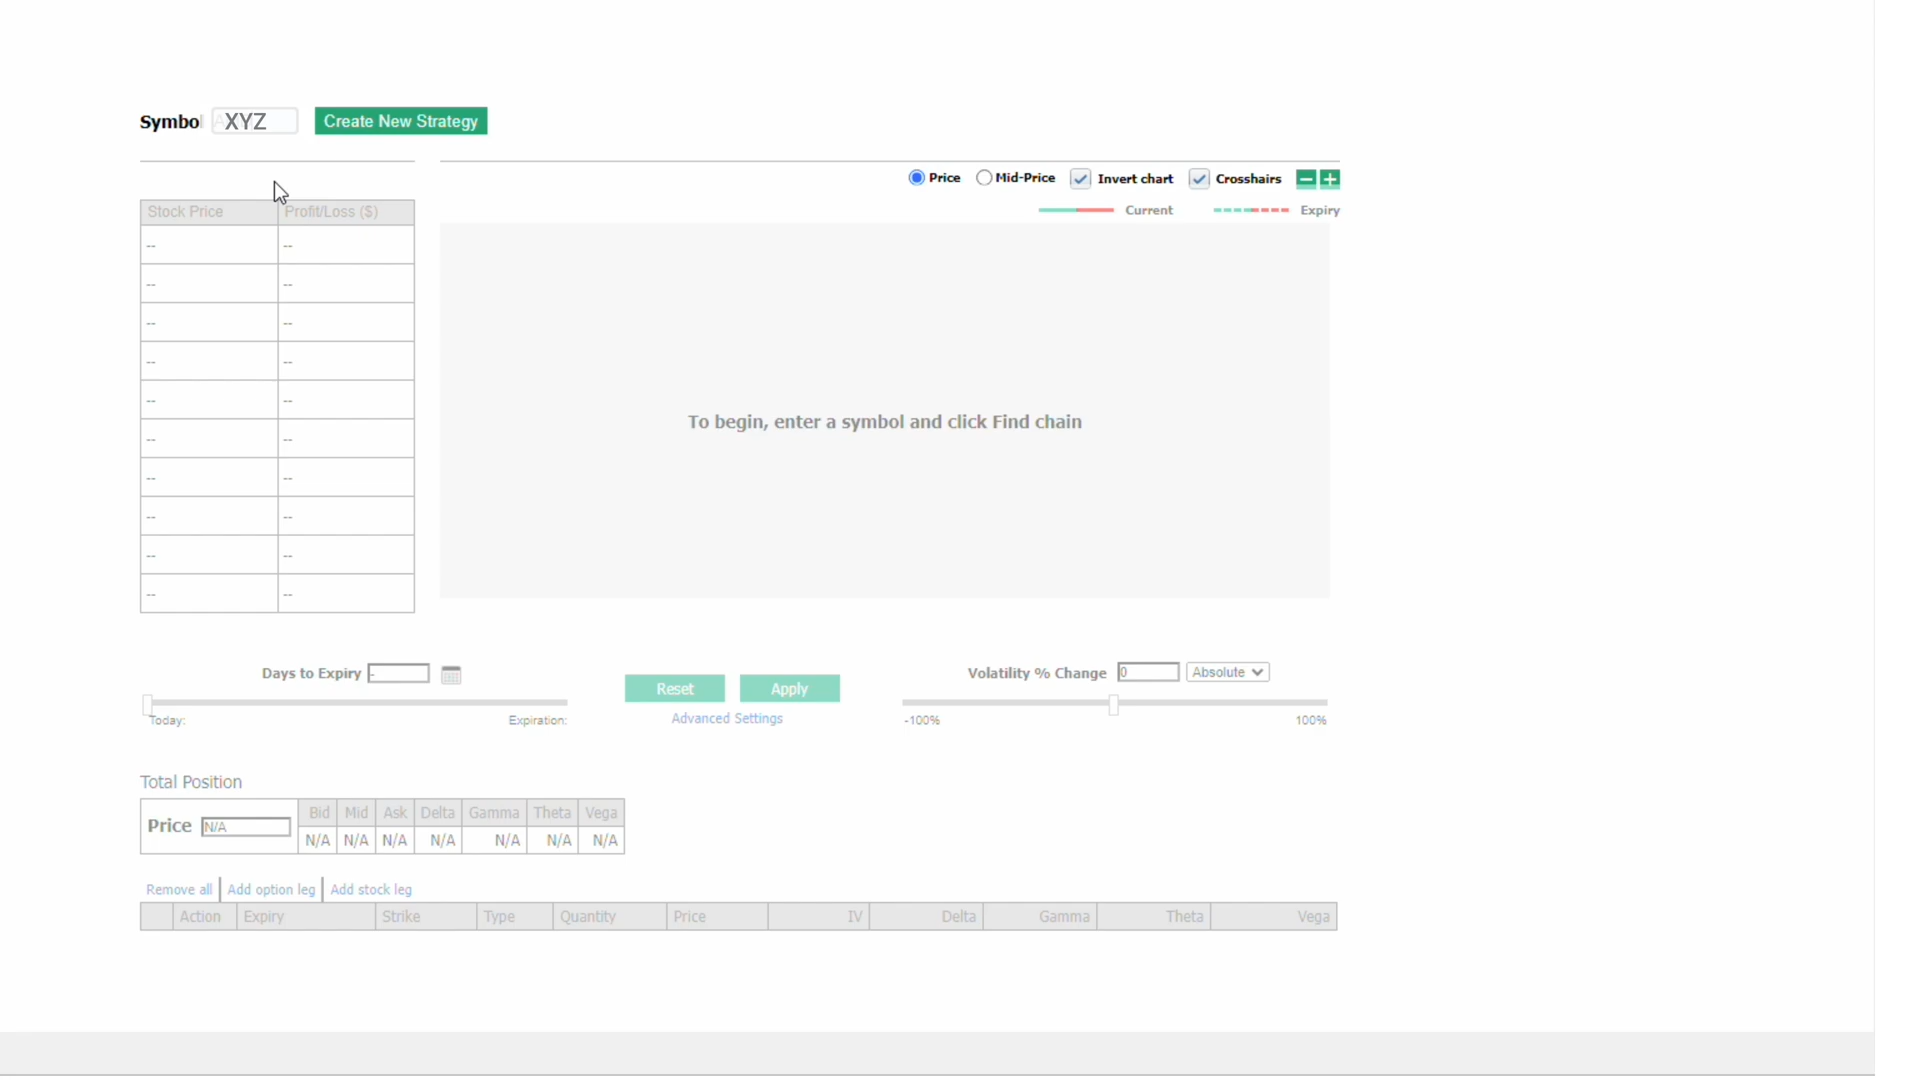 Symbol XYZ Create New Strategy
Price Mid-Price Invert chart Crosshairs
Current Expiry
Stock Price Profit/Loss ($)
-- --
-- --
-- --
-- --
-- --
To begin, enter a symbol and click Find chain
-- --
-- --
-- --
-- --
-- --
Days to Expiry -
Today: Expiration:
Reset Apply
Advanced Settings
Volatility % Change 0 Absolute
-100% 100%
Total Position
Price N/A
Bid Mid Ask Delta Gamma Theta Vega
N/A N/A N/A N/A N/A N/A N/A
Remove all Add option leg Add stock leg
Action Expiry Strike Type Quantity Price IV Delta Gamma Theta Vega